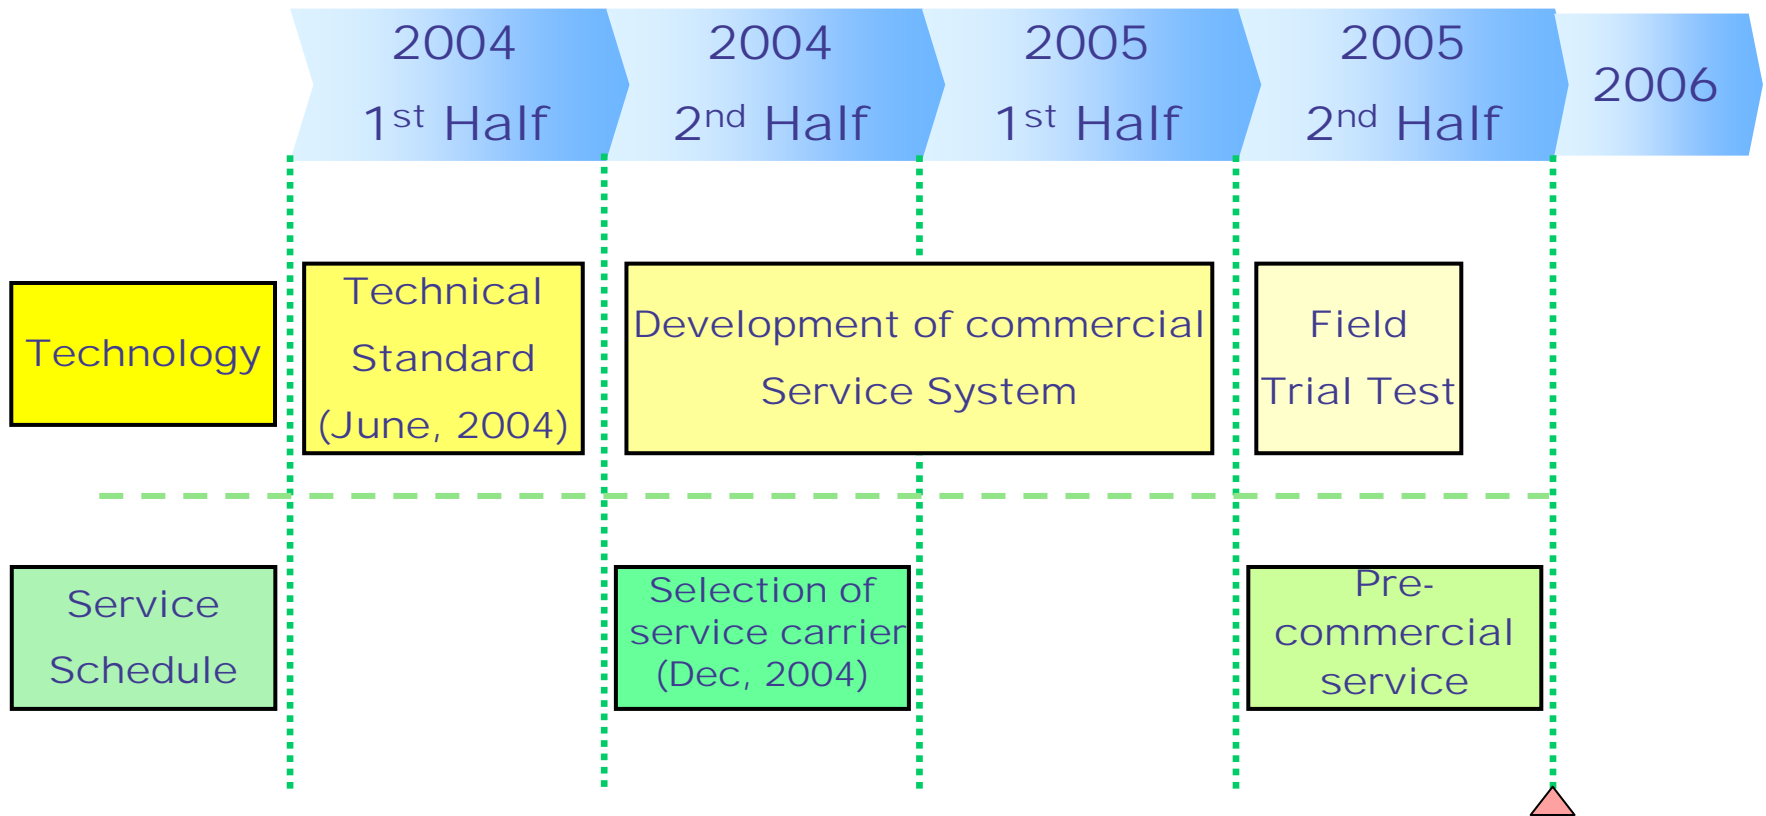 2004
1st Half
2004
2nd Half
2005
1st Half
2005
2nd Half
2006
Technology
Technical
Standard
(June, 2004)
Development of commercial
Service System
Field
Trial Test
Service
Schedule
Selection of
service carrier
(Dec, 2004)
Pre-
commercial
service